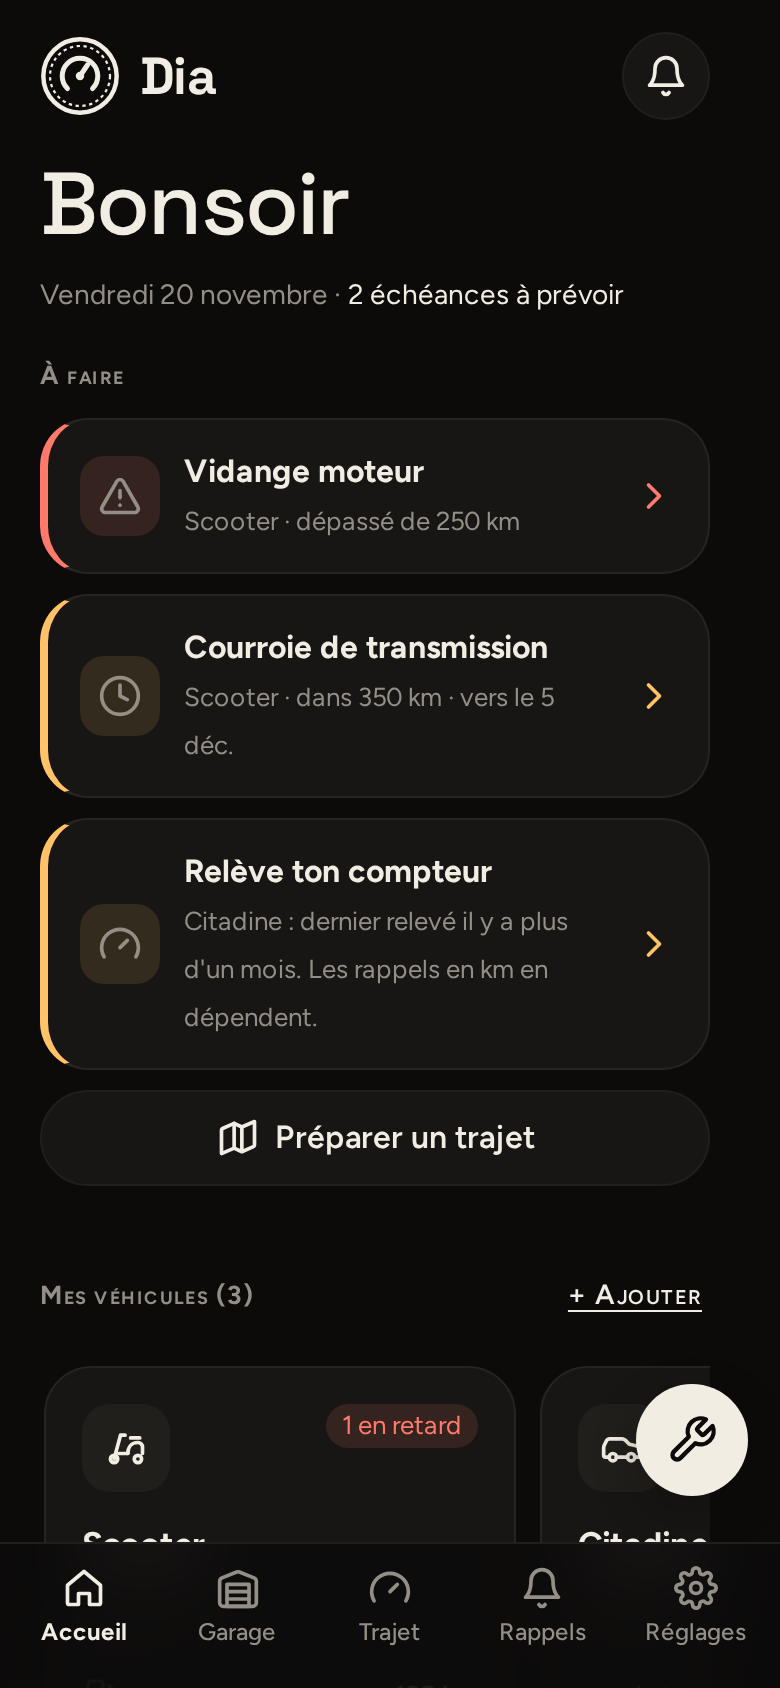 Dia
Bonsoir
Vendredi 20 novembre · 2 échéances à prévoir
À FAIRE
Vidange moteur
Scooter · dépassé de 250 km
Courroie de transmission
Scooter · dans 350 km · vers le 5
déc.
Relève ton compteur
Citadine : dernier relevé il y a plus
d'un mois. Les rappels en km en
dépendent.
Préparer un trajet
MES VÉHICULES (3)
+ AJOUTER
1 en retard
Scooter
Citadine
Accueil
Garage
Trajet
Rappels
Réglages